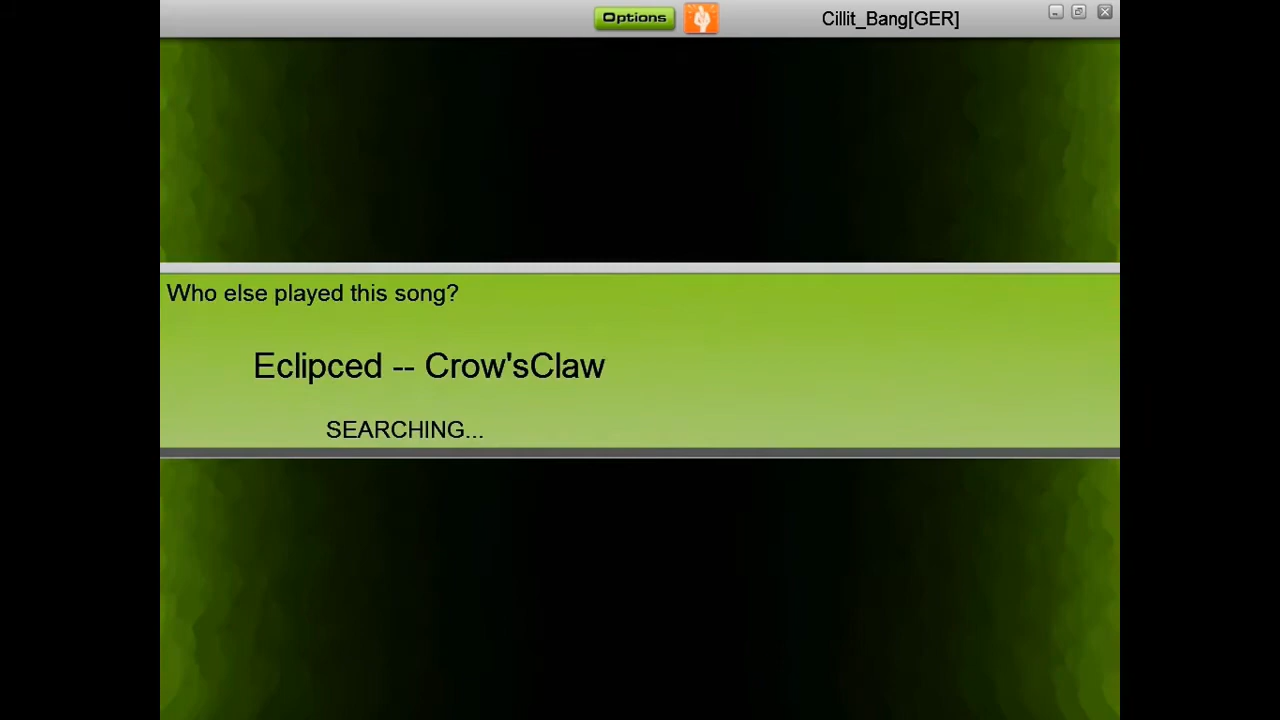 Options
Cillit_Bang[GER]
Who else played this song?
Eclipced -- Crow'sClaw
SEARCHING...